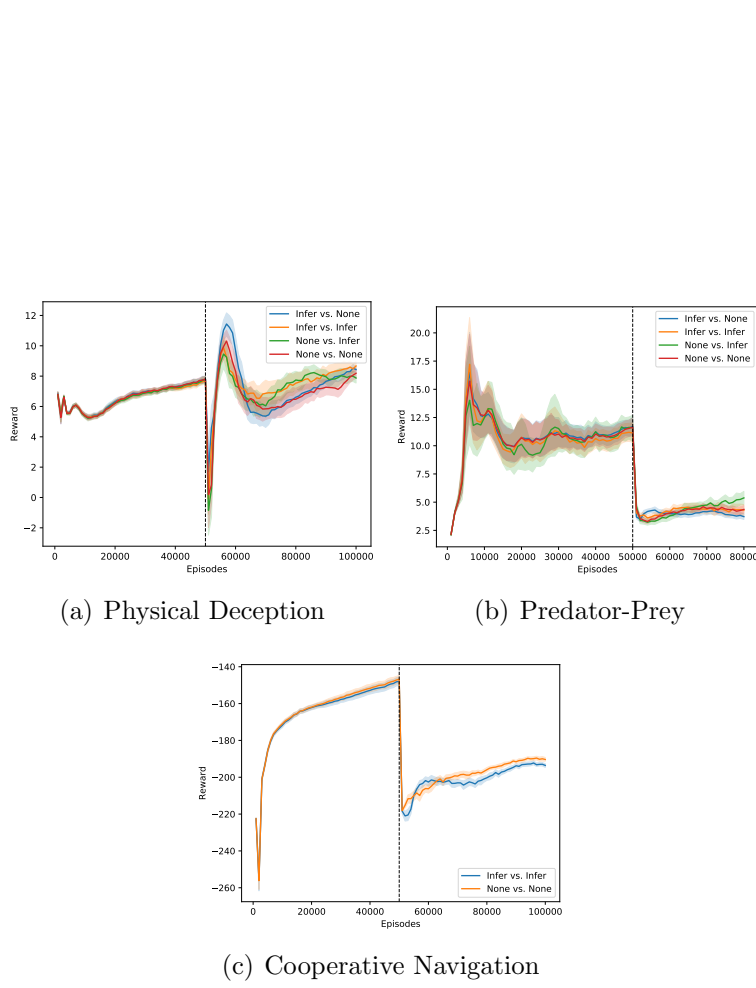 12
10
8
6
4
2
0
−2
Reward
0 20000 40000 60000 80000 100000
Episodes
Infer vs. None
Infer vs. Infer
None vs. Infer
None vs. None
(a) Physical Deception
20.0
17.5
15.0
12.5
10.0
7.5
5.0
2.5
Reward
0 10000 20000 30000 40000 50000 60000 70000 80000
Episodes
Infer vs. None
Infer vs. Infer
None vs. Infer
None vs. None
(b) Predator-Prey
−140
−160
−180
−200
−220
−240
−260
Reward
0 20000 40000 60000 80000 100000
Episodes
Infer vs. Infer
None vs. None
(c) Cooperative Navigation